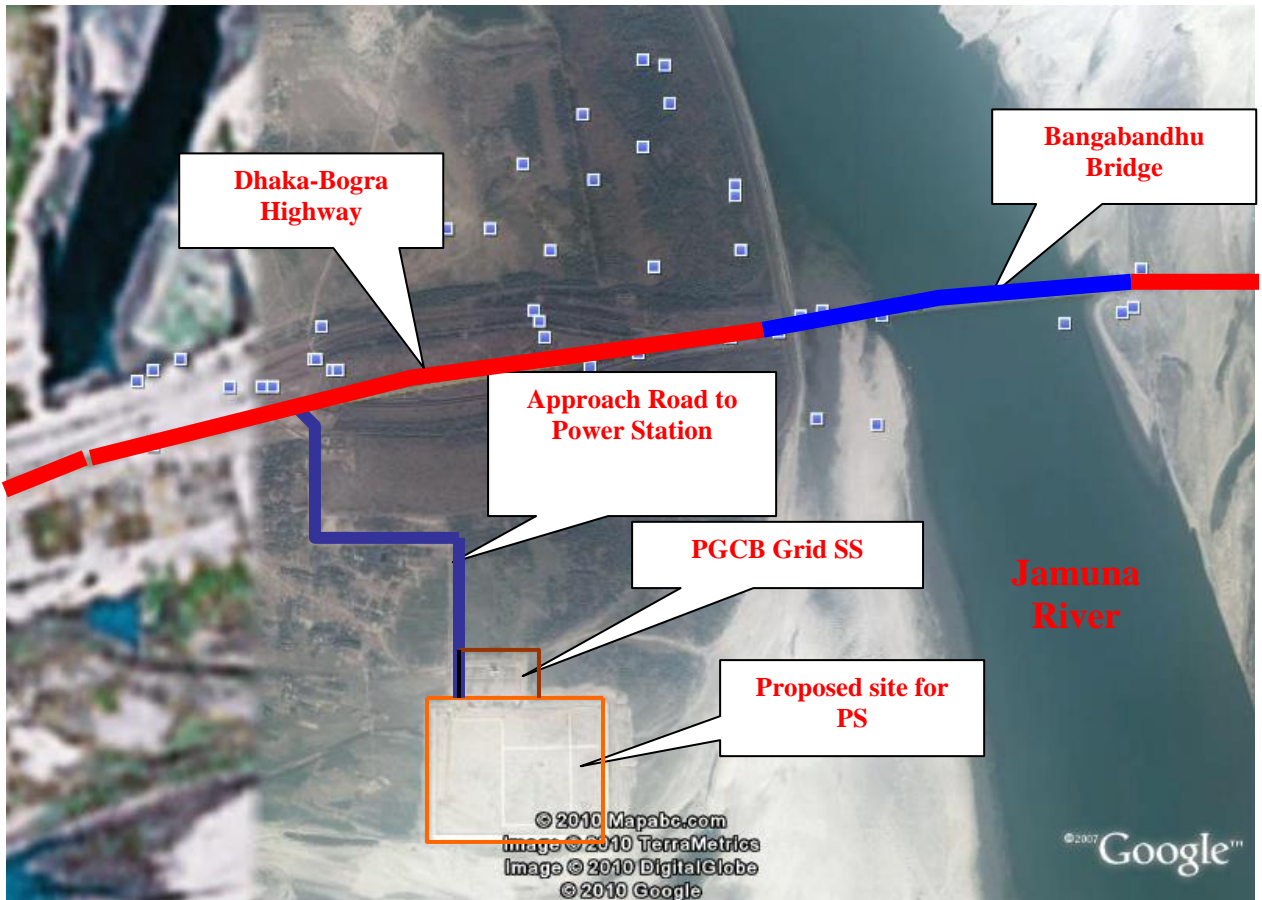 Bangabandhu
Bridge
Dhaka-Bogra
Highway
Approach Road to
Power Station
PGCB Grid SS
Jamuna
River
Proposed site for
PS
© 2010 Mapabc.com
Image © 2010 TerraMetrics
Image © 2010 DigitalGlobe
© 2010 Google
©2007 Google™